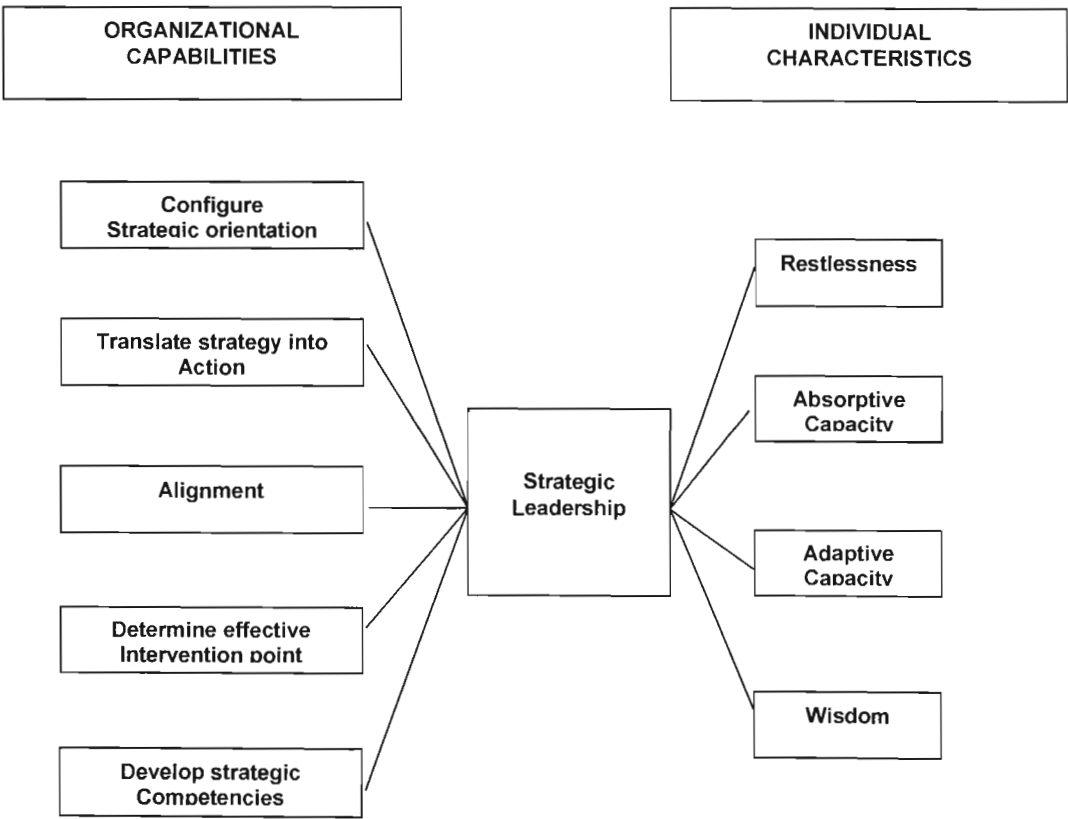 ORGANIZATIONAL
CAPABILITIES
INDIVIDUAL
CHARACTERISTICS
Configure
Strategic orientation
Translate strategy into
Action
Alignment
Determine effective
Intervention point
Develop strategic
Competencies
Strategic
Leadership
Restlessness
Absorptive
Capacity
Adaptive
Capacity
Wisdom